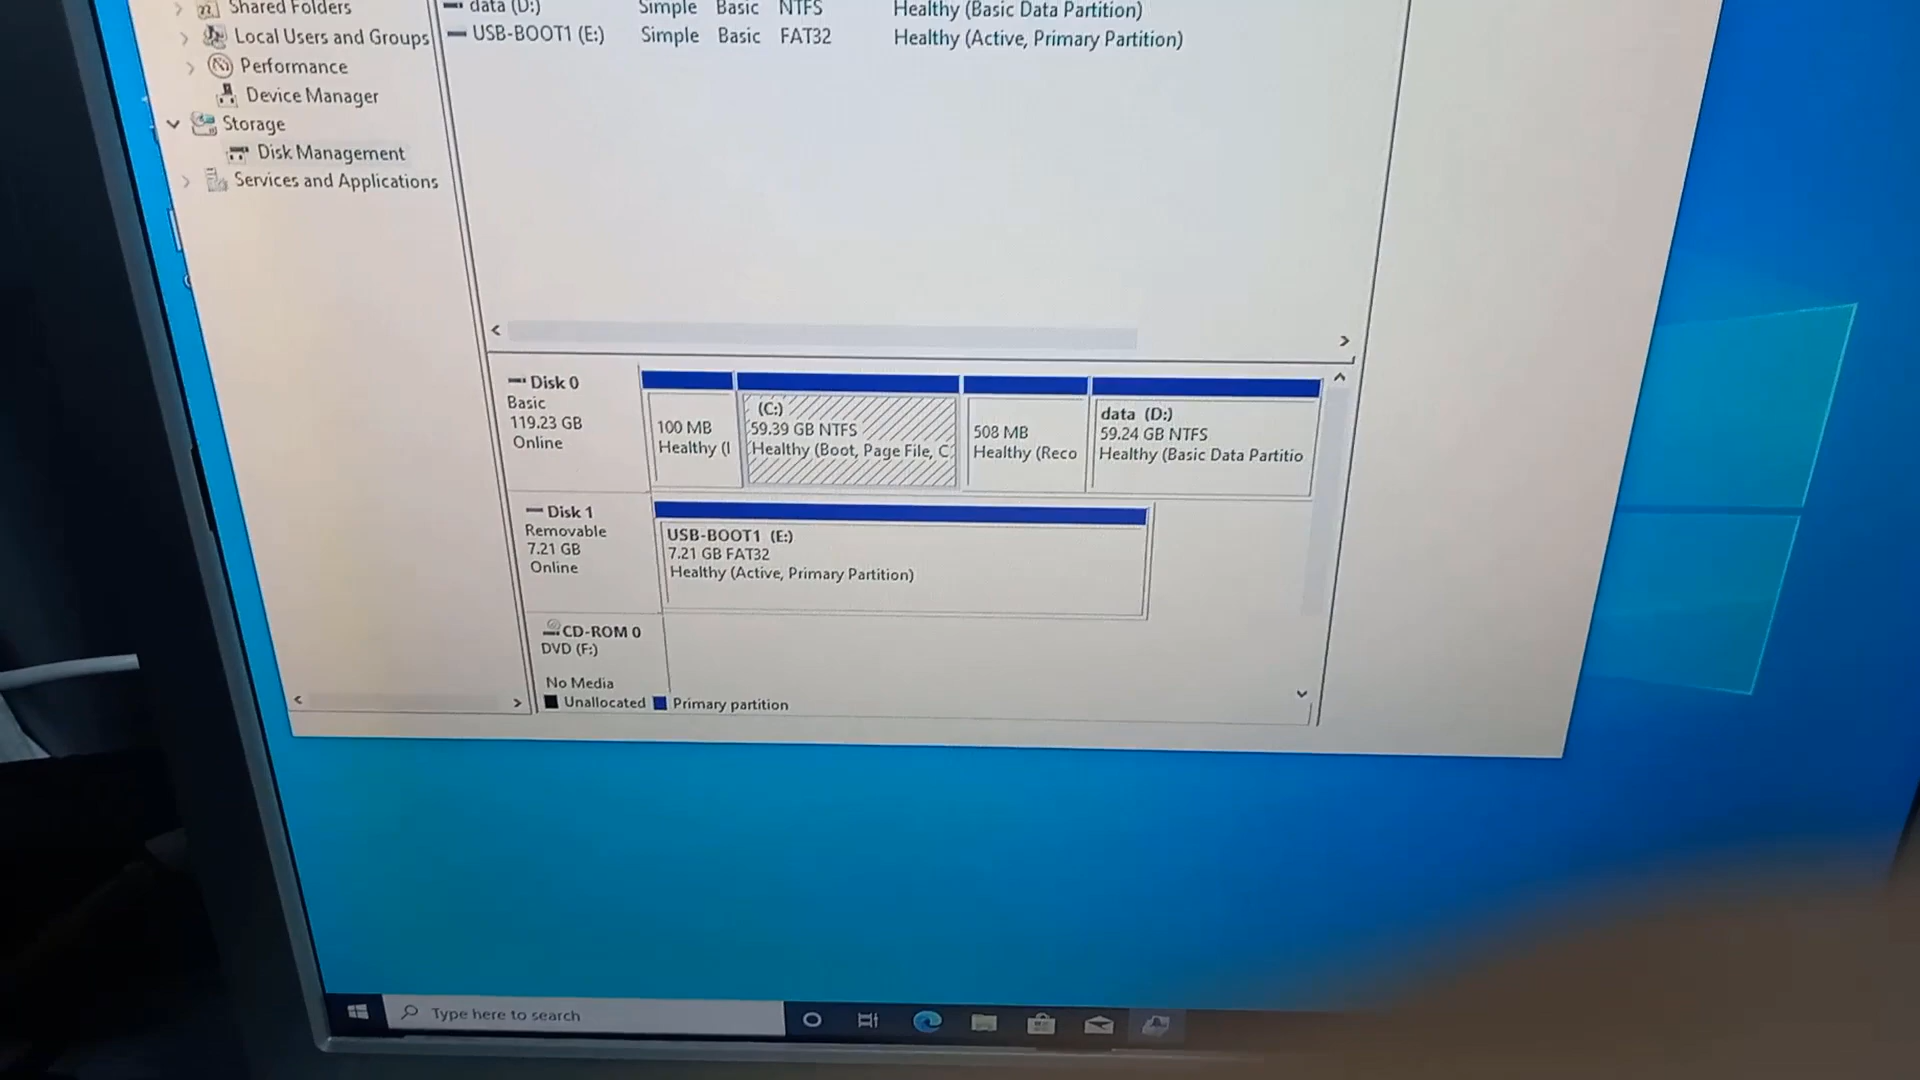 Shared Folders
Local Users and Groups
Performance
Device Manager
Storage
Disk Management
Services and Applications
data (D:) Simple Basic NTFS Healthy (Basic Data Partition)
USB-BOOT1 (E:) Simple Basic FAT32 Healthy (Active, Primary Partition)
Disk 0
Basic
119.23 GB
Online
100 MB
Healthy (I
(C:)
59.39 GB NTFS
Healthy (Boot, Page File, C
508 MB
Healthy (Reco
data (D:)
59.24 GB NTFS
Healthy (Basic Data Partitio
Disk 1
Removable
7.21 GB
Online
USB-BOOT1 (E:)
7.21 GB FAT32
Healthy (Active, Primary Partition)
CD-ROM 0
DVD (F:)
No Media
Unallocated Primary partition
Type here to search